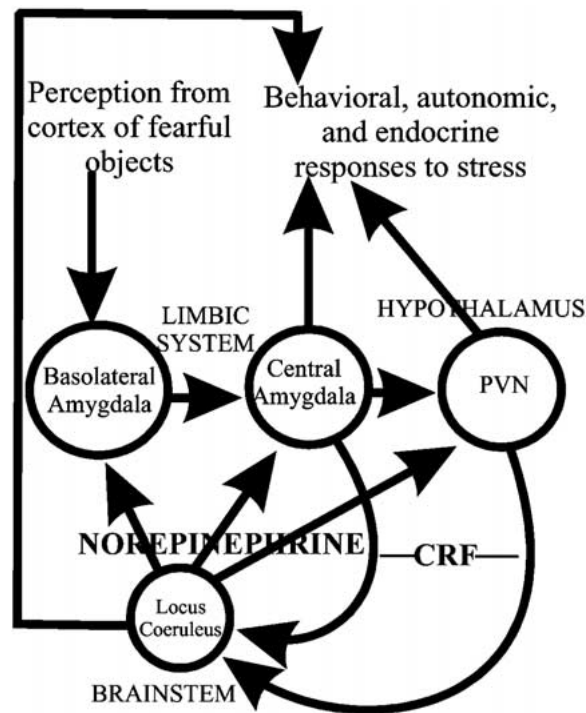 Perception from
cortex of fearful
objects
Behavioral, autonomic,
and endocrine
responses to stress
LIMBIC
SYSTEM
HYPOTHALAMUS
Basolateral
Amygdala
Central
Amygdala
PVN
NOREPINEPHRINE
CRF
Locus
Coeruleus
BRAINSTEM